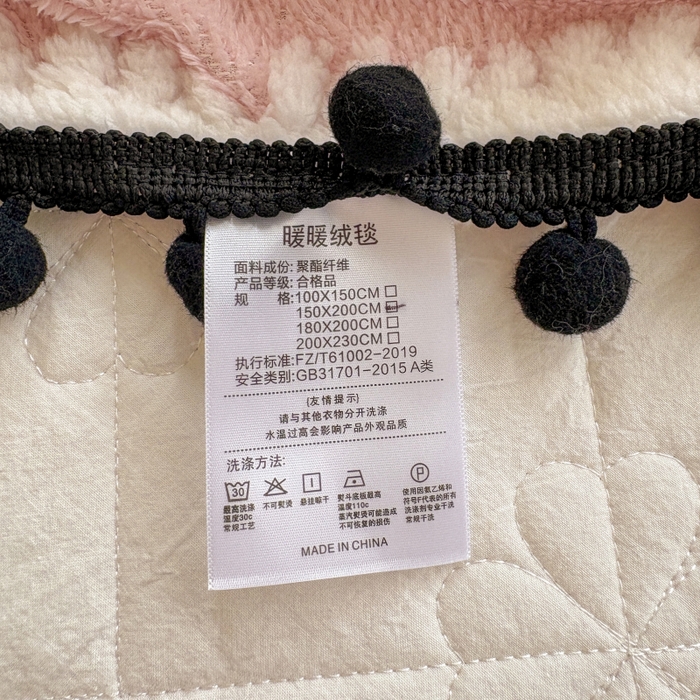 暖暖绒毯
面料成份: 聚酯纤维
产品等级: 合格品
规 格: 100X150CM □
150X200CM
180X200CM □
200X230CM □
执行标准: FZ/T61002-2019
安全类别: GB31701-2015 A类
(友情提示)
请与其他衣物分开洗涤
水温过高会影响产品外观品质
洗涤方法:
30
P
最高洗涤
温度30c
常规工艺
不可熨烫
悬挂晾干
熨斗底板最高
温度110c
蒸汽熨烫可能造成
不可恢复的损伤
使用四氯乙烯和
符号F代表的所有
洗涤剂专业干洗
常规干洗
MADE IN CHINA